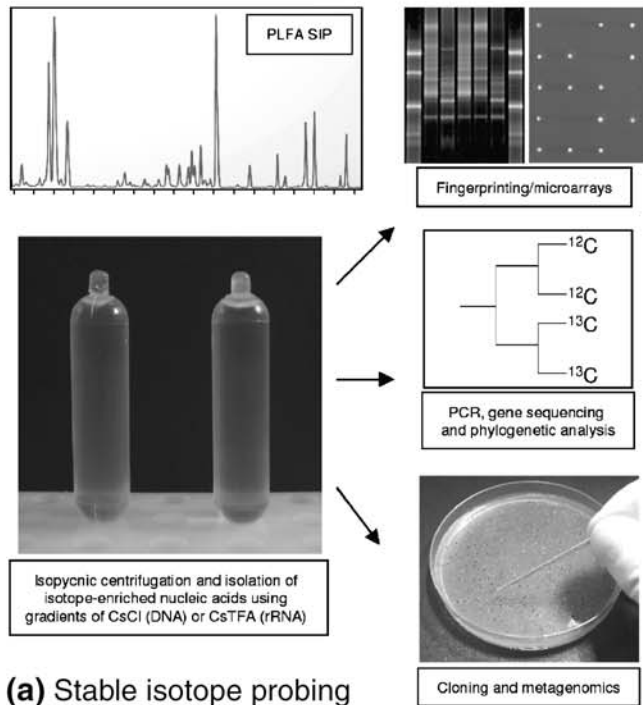 PLFA SIP
Fingerprinting/microarrays
¹²C
¹²C
¹³C
¹³C
PCR, gene sequencing
and phylogenetic analysis
Isopycnic centrifugation and isolation of
isotope-enriched nucleic acids using
gradients of CsCl (DNA) or CsTFA (rRNA)
Cloning and metagenomics
(a) Stable isotope probing